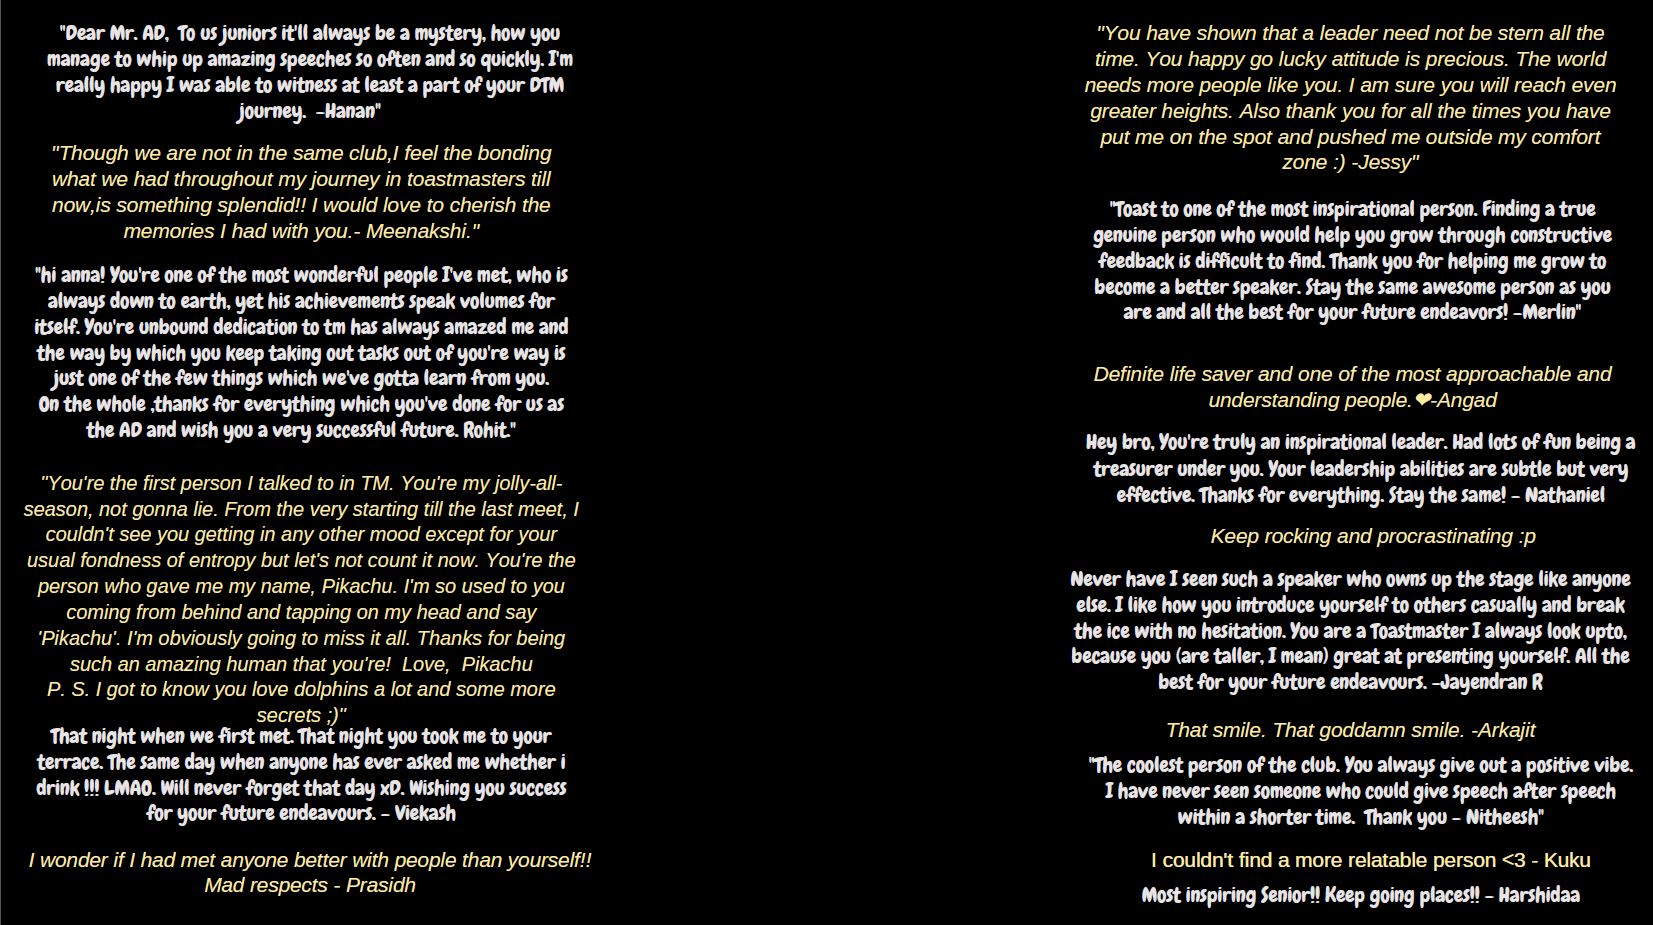 "Dear Mr. AD,  To us juniors it'll always be a mystery, how you
manage to whip up amazing speeches so often and so quickly. I'm
really happy I was able to witness at least a part of your DTM
journey.  -Hanan"
"Though we are not in the same club,I feel the bonding
what we had throughout my journey in toastmasters till
now,is something splendid!! I would love to cherish the
memories I had with you.- Meenakshi."
"hi anna! You're one of the most wonderful people I've met, who is
always down to earth, yet his achievements speak volumes for
itself. You're unbound dedication to tm has always amazed me and
the way by which you keep taking out tasks out of you're way is
just one of the few things which we've gotta learn from you.
On the whole ,thanks for everything which you've done for us as
the AD and wish you a very successful future. Rohit."
"You're the first person I talked to in TM. You're my jolly-all-
season, not gonna lie. From the very starting till the last meet, I
couldn't see you getting in any other mood except for your
usual fondness of entropy but let's not count it now. You're the
person who gave me my name, Pikachu. I'm so used to you
coming from behind and tapping on my head and say
'Pikachu'. I'm obviously going to miss it all. Thanks for being
such an amazing human that you're!  Love,  Pikachu
P. S. I got to know you love dolphins a lot and some more
secrets ;)"
That night when we first met. That night you took me to your
terrace. The same day when anyone has ever asked me whether i
drink !!! LMAO. Will never forget that day xD. Wishing you success
for your future endeavours. - Viekash
I wonder if I had met anyone better with people than yourself!!
Mad respects - Prasidh
"You have shown that a leader need not be stern all the
time. You happy go lucky attitude is precious. The world
needs more people like you. I am sure you will reach even
greater heights. Also thank you for all the times you have
put me on the spot and pushed me outside my comfort
zone :) -Jessy"
"Toast to one of the most inspirational person. Finding a true
genuine person who would help you grow through constructive
feedback is difficult to find. Thank you for helping me grow to
become a better speaker. Stay the same awesome person as you
are and all the best for your future endeavors! -Merlin"
Definite life saver and one of the most approachable and
understanding people.❤-Angad
Hey bro, You're truly an inspirational leader. Had lots of fun being a
treasurer under you. Your leadership abilities are subtle but very
effective. Thanks for everything. Stay the same! - Nathaniel
Keep rocking and procrastinating :p
Never have I seen such a speaker who owns up the stage like anyone
else. I like how you introduce yourself to others casually and break
the ice with no hesitation. You are a Toastmaster I always look upto,
because you (are taller, I mean) great at presenting yourself. All the
best for your future endeavours. -Jayendran R
That smile. That goddamn smile. -Arkajit
"The coolest person of the club. You always give out a positive vibe.
I have never seen someone who could give speech after speech
within a shorter time.  Thank you - Nitheesh"
I couldn't find a more relatable person <3 - Kuku
Most inspiring Senior!! Keep going places!! - Harshidaa